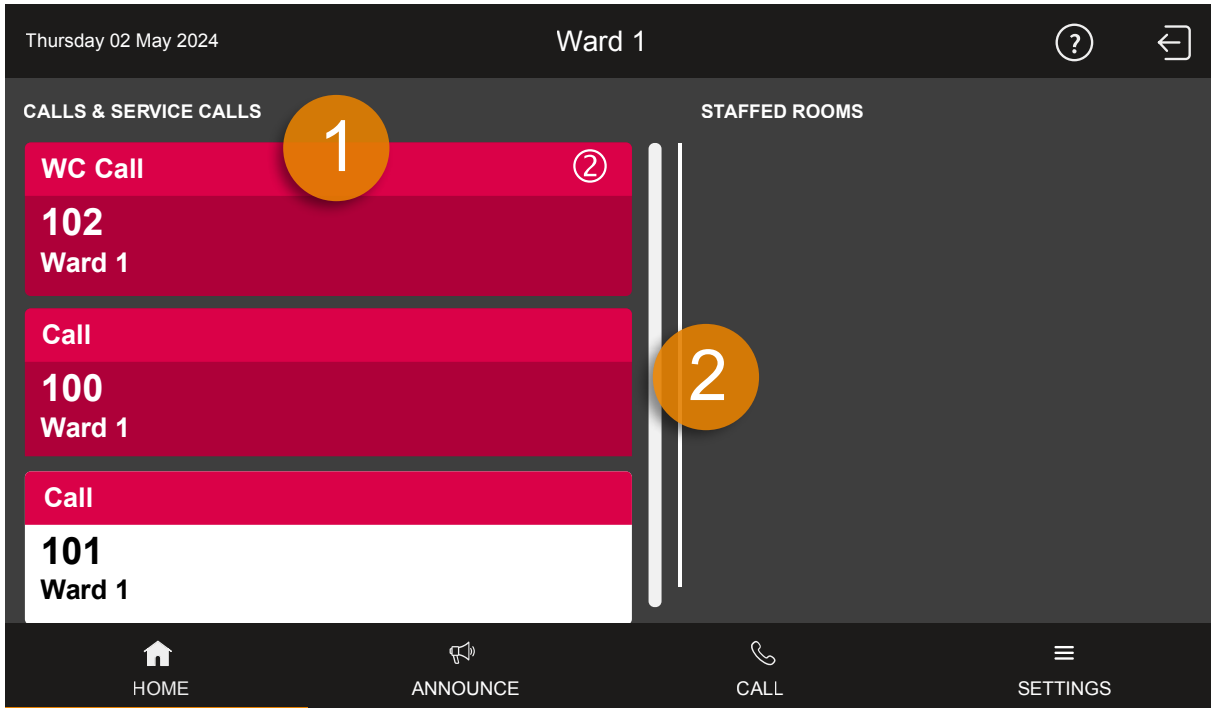 Thursday 02 May 2024
Ward 1
?
CALLS & SERVICE CALLS
STAFFED ROOMS
1
WC Call
2
102
Ward 1
Call
100
Ward 1
2
Call
101
Ward 1
HOME
ANNOUNCE
CALL
SETTINGS